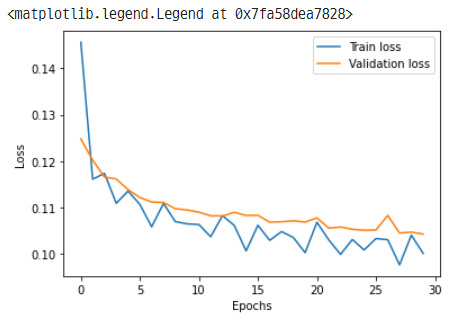 <matplotlib.legend.Legend at 0x7fa58dea7828>
Train loss
Validation loss
0.14
0.13
0.12
0.11
0.10
Loss
0 5 10 15 20 25 30
Epochs